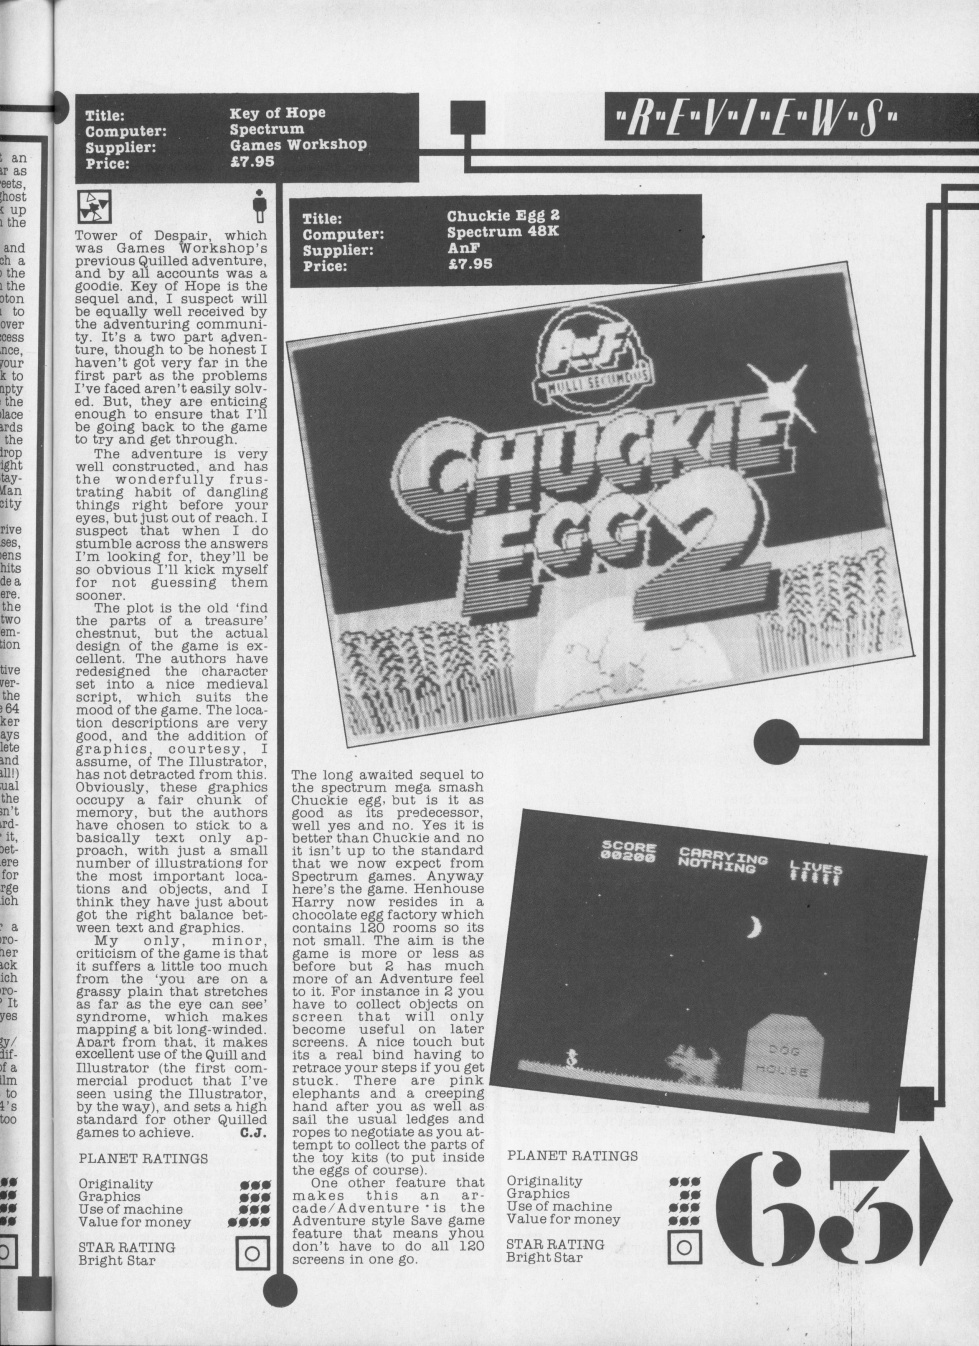 "R"E"V"I"E"W"S"
Title: Key of Hope
Computer: Spectrum
Supplier: Games Workshop
Price: £7.95
Tower of Despair, which
was Games Workshop's
previous Quilled adventure,
and by all accounts was a
goodie. Key of Hope is the
sequel and, I suspect will
be equally well received by
the adventuring communi-
ty. It's a two part adven-
ture, though to be honest I
haven't got very far in the
first part as the problems
I've faced aren't easily solv-
ed. But, they are enticing
enough to ensure that I'll
be going back to the game
to try and get through.
The adventure is very
well constructed, and has
the wonderfully frus-
trating habit of dangling
things right before your
eyes, but just out of reach. I
suspect that when I do
stumble across the answers
I'm looking for, they'll be
so obvious I'll kick myself
for not guessing them
sooner.
The plot is the old 'find
the parts of a treasure'
chestnut, but the actual
design of the game is ex-
cellent. The authors have
redesigned the character
set into a nice medieval
script, which suits the
mood of the game. The loca-
tion descriptions are very
good, and the addition of
graphics, courtesy, I
assume, of The Illustrator,
has not detracted from this.
Obviously, these graphics
occupy a fair chunk of
memory, but the authors
have chosen to stick to a
basically text only ap-
proach, with just a small
number of illustrations for
the most important loca-
tions and objects, and I
think they have just about
got the right balance bet-
ween text and graphics.
My only, minor,
criticism of the game is that
it suffers a little too much
from the 'you are on a
grassy plain that stretches
as far as the eye can see'
syndrome, which makes
mapping a bit long-winded.
Apart from that, it makes
excellent use of the Quill and
Illustrator (the first com-
mercial product that I've
seen using the Illustrator,
by the way), and sets a high
standard for other Quilled
games to achieve. C.J.
PLANET RATINGS
Originality
Graphics
Use of machine
Value for money
STAR RATING
Bright Star
Title: Chuckie Egg 2
Computer: Spectrum 48K
Supplier: AnF
Price: £7.95
AnF
NULLI SECUNDUS
CHUCKIE
EGG 2
The long awaited sequel to
the spectrum mega smash
Chuckie egg, but is it as
good as its predecessor,
well yes and no. Yes it is
better than Chuckie and no
it isn't up to the standard
that we now expect from
Spectrum games. Anyway
here's the game. Henhouse
Harry now resides in a
chocolate egg factory which
contains 120 rooms so its
not small. The aim is the
game is more or less as
before but 2 has much
more of an Adventure feel
to it. For instance in 2 you
have to collect objects on
screen that will only
become useful on later
screens. A nice touch but
its a real bind having to
retrace your steps if you get
stuck. There are pink
elephants and a creeping
hand after you as well as
sail the usual ledges and
ropes to negotiate as you at-
tempt to collect the parts of
the toy kits (to put inside
the eggs of course).
One other feature that
makes this an ar-
cade/Adventure is the
Adventure style Save game
feature that means yhou
don't have to do all 120
screens in one go.
SCORE CARRYING LIVES
00200 NOTHING
DOG
HOUSE
PLANET RATINGS
Originality
Graphics
Use of machine
Value for money
STAR RATING
Bright Star
63